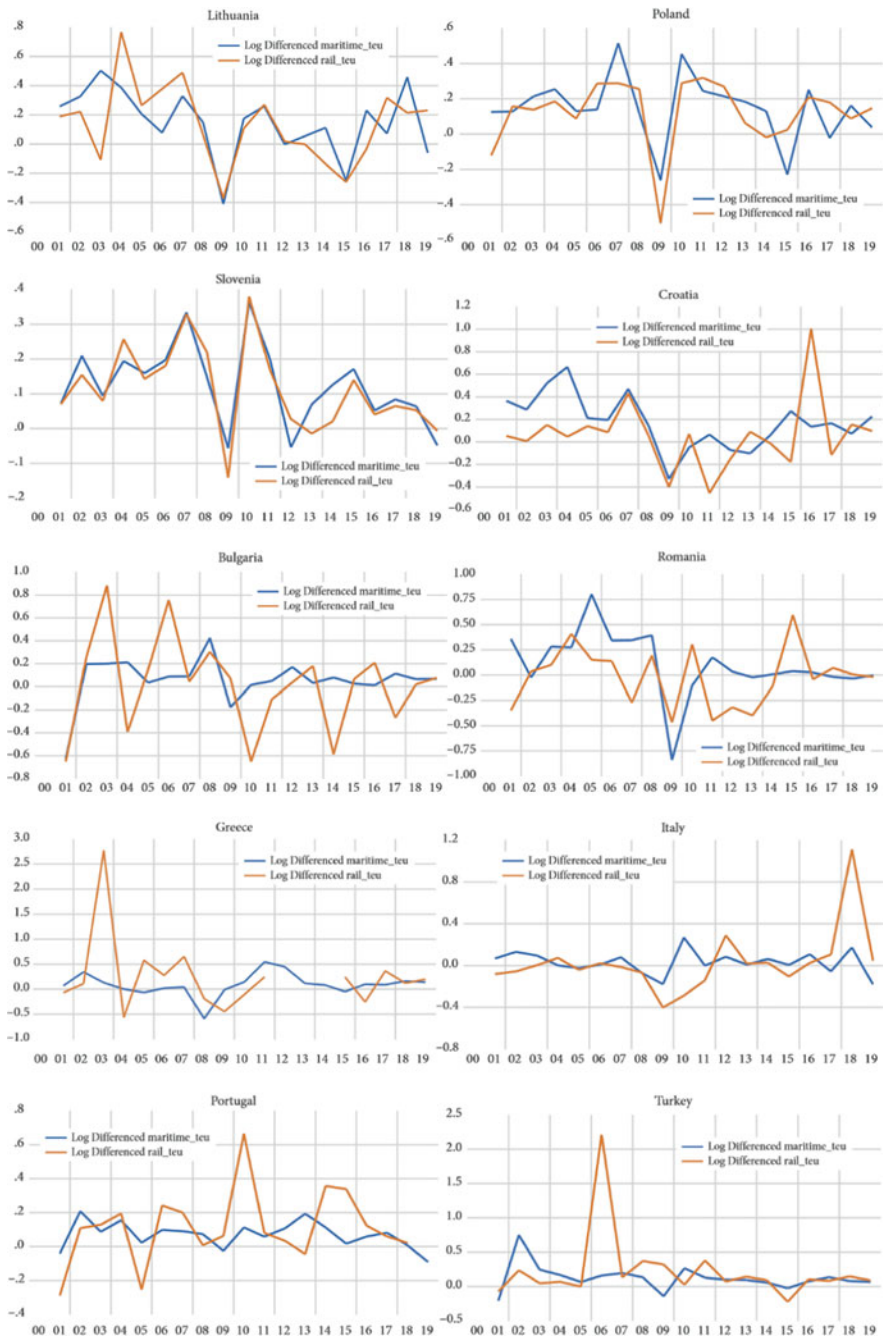 Lithuania
.8
.6
.4
.2
.0
-.2
-.4
-.6
Log Differenced maritime_teu
Log Differenced rail_teu
00 01 02 03 04 05 06 07 08 09 10 11 12 13 14 15 16 17 18 19
Poland
.6
.4
.2
.0
-.2
-.4
-.6
Log Differenced maritime_teu
Log Differenced rail_teu
00 01 02 03 04 05 06 07 08 09 10 11 12 13 14 15 16 17 18 19
Slovenia
.4
.3
.2
.1
.0
-.1
-.2
Log Differenced maritime_teu
Log Differenced rail_teu
00 01 02 03 04 05 06 07 08 09 10 11 12 13 14 15 16 17 18 19
Croatia
1.2
1.0
0.8
0.6
0.4
0.2
0.0
-0.2
-0.4
-0.6
Log Differenced maritime_teu
Log Differenced rail_teu
00 01 02 03 04 05 06 07 08 09 10 11 12 13 14 15 16 17 18 19
Bulgaria
1.0
0.8
0.6
0.4
0.2
0.0
-0.2
-0.4
-0.6
-0.8
Log Differenced maritime_teu
Log Differenced rail_teu
00 01 02 03 04 05 06 07 08 09 10 11 12 13 14 15 16 17 18 19
Romania
1.00
0.75
0.50
0.25
0.00
-0.25
-0.50
-0.75
-1.00
Log Differenced maritime_teu
Log Differenced rail_teu
00 01 02 03 04 05 06 07 08 09 10 11 12 13 14 15 16 17 18 19
Greece
3.0
2.5
2.0
1.5
1.0
0.5
0.0
-0.5
-1.0
Log Differenced maritime_teu
Log Differenced rail_teu
00 01 02 03 04 05 06 07 08 09 10 11 12 13 14 15 16 17 18 19
Italy
1.2
0.8
0.4
0.0
-0.4
-0.8
Log Differenced maritime_teu
Log Differenced rail_teu
00 01 02 03 04 05 06 07 08 09 10 11 12 13 14 15 16 17 18 19
Portugal
.8
.6
.4
.2
.0
-.2
-.4
Log Differenced maritime_teu
Log Differenced rail_teu
00 01 02 03 04 05 06 07 08 09 10 11 12 13 14 15 16 17 18 19
Turkey
2.5
2.0
1.5
1.0
0.5
0.0
-0.5
Log Differenced maritime_teu
Log Differenced rail_teu
00 01 02 03 04 05 06 07 08 09 10 11 12 13 14 15 16 17 18 19